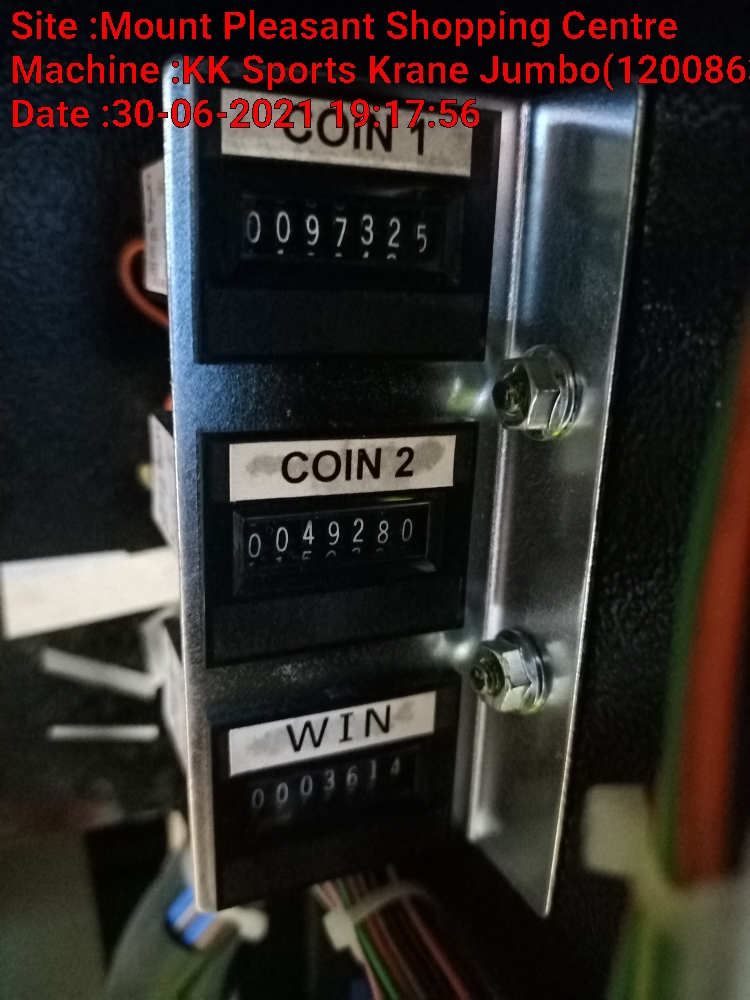 Site :Mount Pleasant Shopping Centre
Machine :KK Sports Krane Jumbo(1200863
Date :30-06-2021 19:17:56
COIN 1
0097325
COIN 2
0049280
WIN
0003614